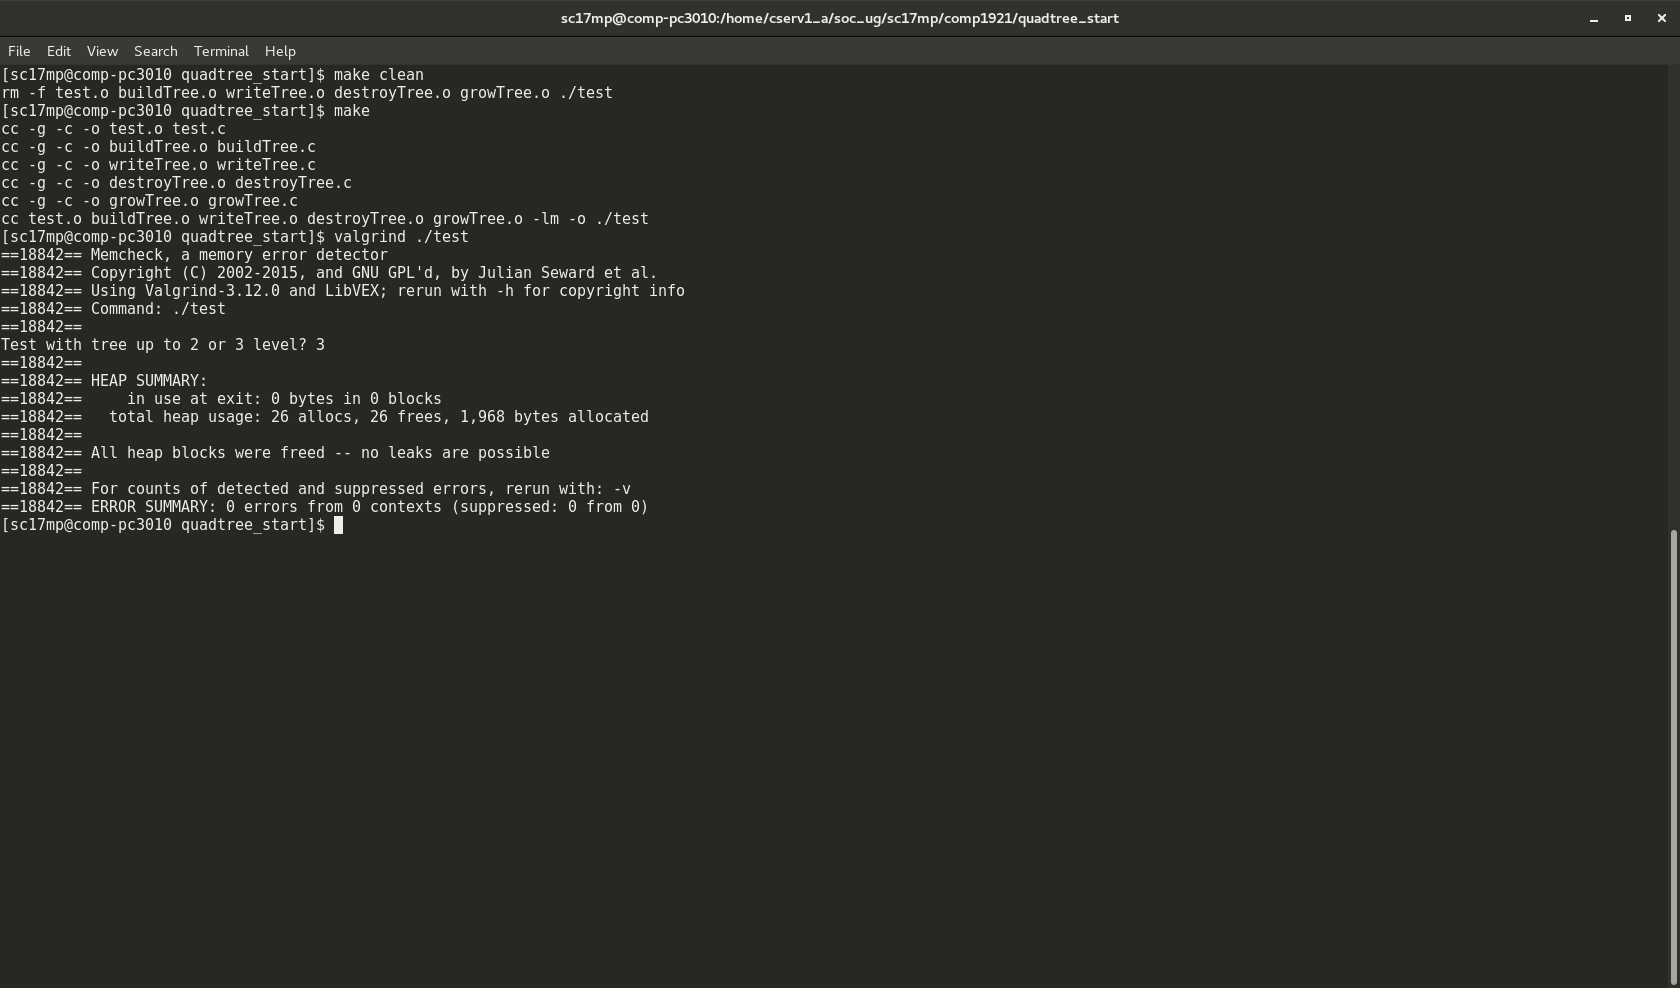 sc17mp@comp-pc3010:/home/cserv1_a/soc_ug/sc17mp/comp1921/quadtree_start
File Edit View Search Terminal Help
[sc17mp@comp-pc3010 quadtree_start]$ make clean
rm -f test.o buildTree.o writeTree.o destroyTree.o growTree.o ./test
[sc17mp@comp-pc3010 quadtree_start]$ make
cc -g -c -o test.o test.c
cc -g -c -o buildTree.o buildTree.c
cc -g -c -o writeTree.o writeTree.c
cc -g -c -o destroyTree.o destroyTree.c
cc -g -c -o growTree.o growTree.c
cc test.o buildTree.o writeTree.o destroyTree.o growTree.o -lm -o ./test
[sc17mp@comp-pc3010 quadtree_start]$ valgrind ./test
==18842== Memcheck, a memory error detector
==18842== Copyright (C) 2002-2015, and GNU GPL'd, by Julian Seward et al.
==18842== Using Valgrind-3.12.0 and LibVEX; rerun with -h for copyright info
==18842== Command: ./test
==18842==
Test with tree up to 2 or 3 level? 3
==18842==
==18842== HEAP SUMMARY:
==18842==     in use at exit: 0 bytes in 0 blocks
==18842==   total heap usage: 26 allocs, 26 frees, 1,968 bytes allocated
==18842==
==18842== All heap blocks were freed -- no leaks are possible
==18842==
==18842== For counts of detected and suppressed errors, rerun with: -v
==18842== ERROR SUMMARY: 0 errors from 0 contexts (suppressed: 0 from 0)
[sc17mp@comp-pc3010 quadtree_start]$